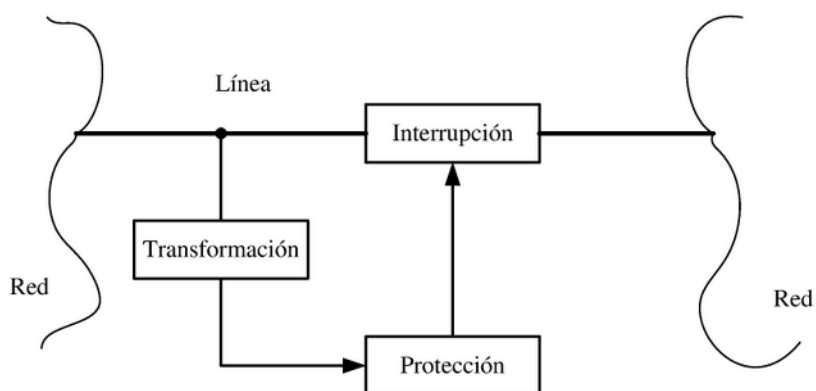 Línea
Interrupción
Transformación
Red
Red
Protección